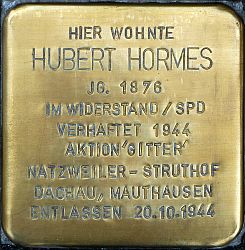 HIER WOHNTE
HUBERT HORMES
JG. 1876
IM WIDERSTAND / SPD
VERHAFTET 1944
AKTION 'GITTER'
NATZWEILER-STRUTHOF
DACHAU, MAUTHAUSEN
ENTLASSEN 20.10.1944